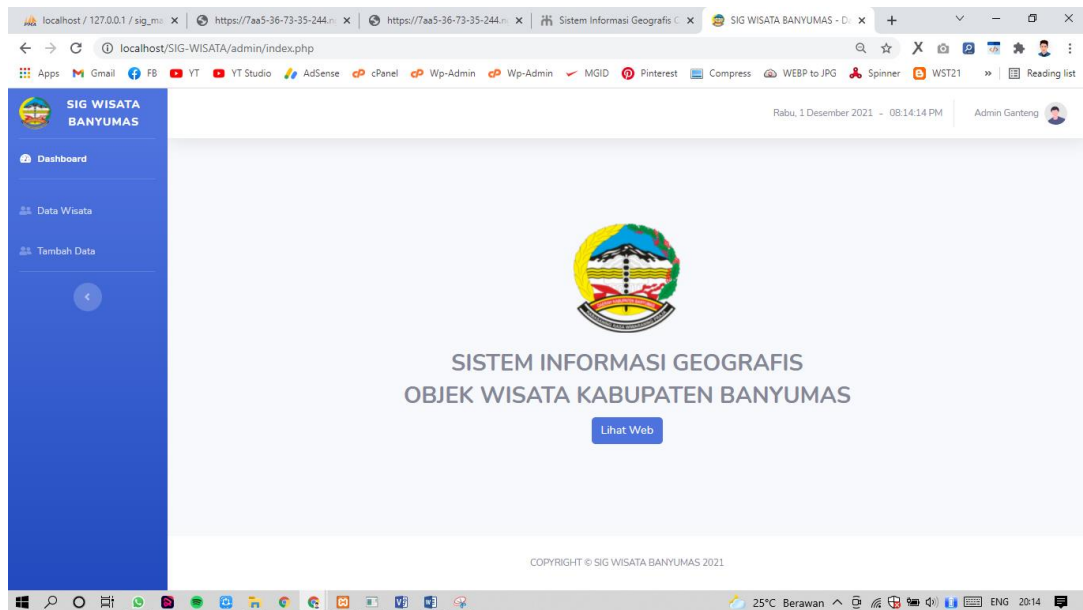 localhost / 127.0.0.1 / sig_ma
https://7aa5-36-73-35-244.n
https://7aa5-36-73-35-244.n
Sistem Informasi Geografis
SIG WISATA BANYUMAS - D
localhost/SIG-WISATA/admin/index.php
Apps Gmail FB YT YT Studio AdSense cPanel Wp-Admin Wp-Admin MGID Pinterest Compress WEBP to JPG Spinner WST21 » Reading list
SIG WISATA
BANYUMAS
Rabu, 1 Desember 2021 - 08:14:14 PM
Admin Ganteng
Dashboard
Data Wisata
Tambah Data
SISTEM INFORMASI GEOGRAFIS
OBJEK WISATA KABUPATEN BANYUMAS
Lihat Web
COPYRIGHT © SIG WISATA BANYUMAS 2021
25°C Berawan ENG 20:14